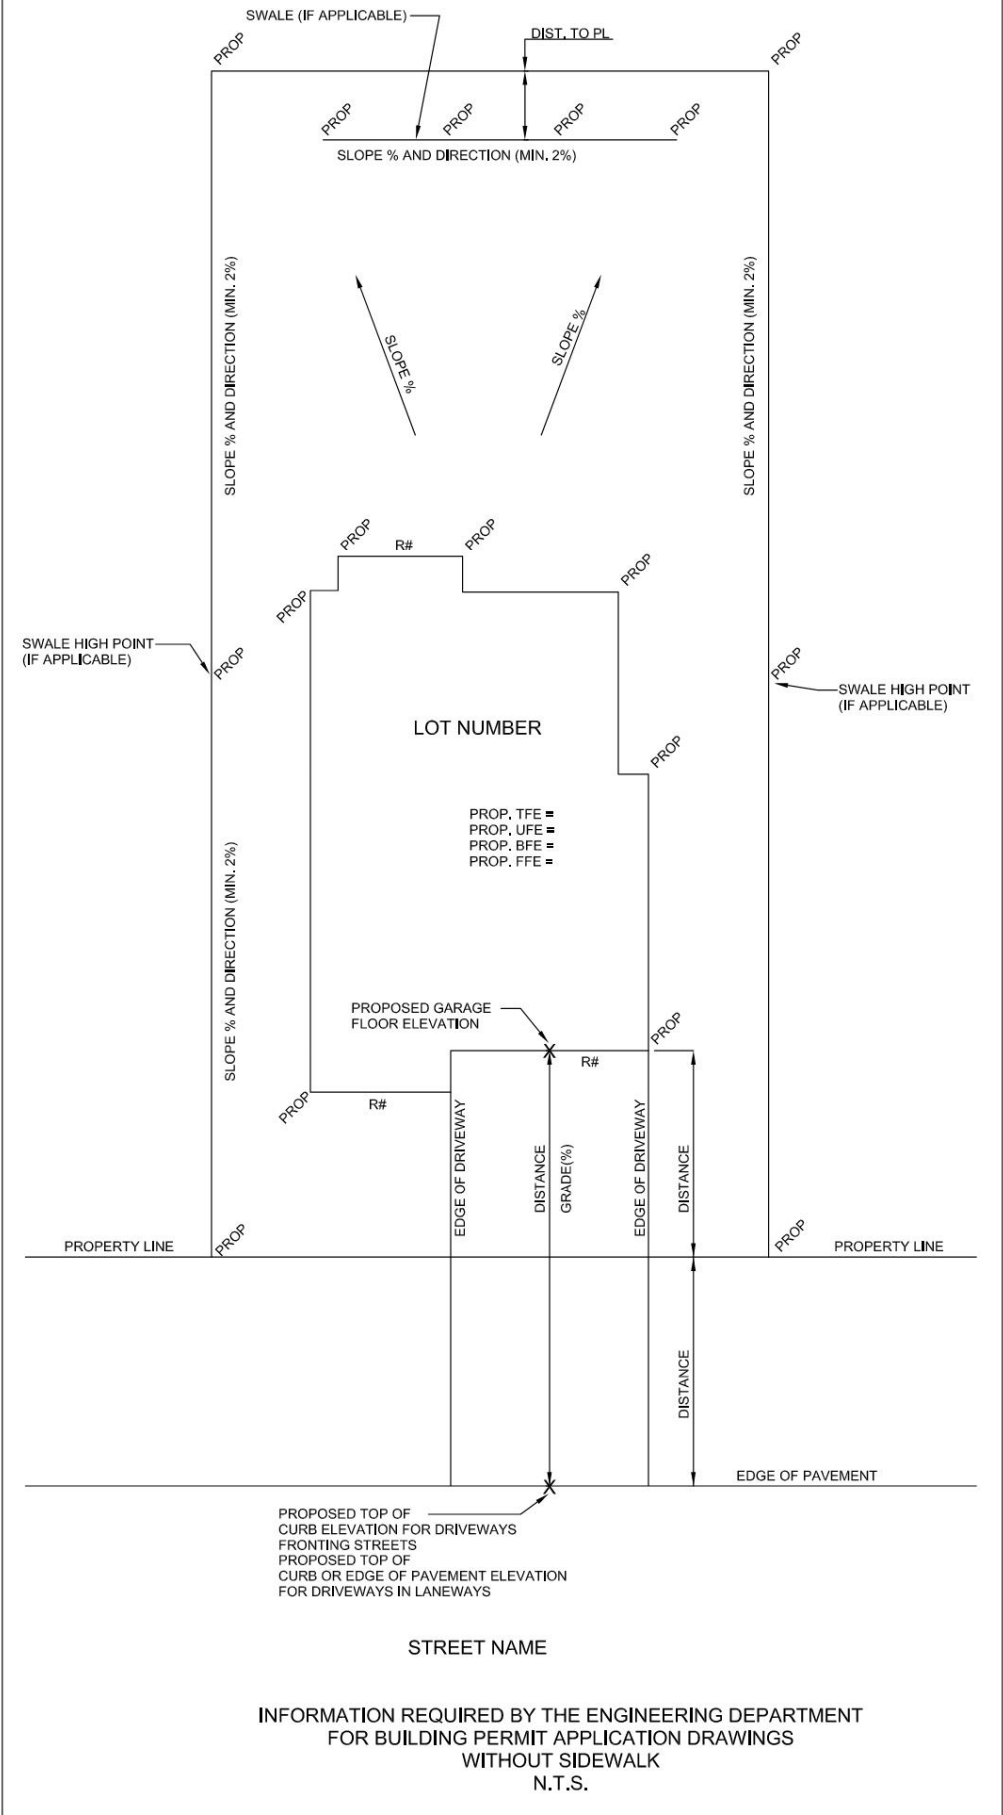 SWALE (IF APPLICABLE)
DIST. TO PL
PROP
PROP
PROP
PROP
PROP
PROP
SLOPE % AND DIRECTION (MIN. 2%)
SLOPE % AND DIRECTION (MIN. 2%)
SLOPE % AND DIRECTION (MIN. 2%)
SLOPE %
SLOPE %
PROP
R#
PROP
PROP
PROP
SWALE HIGH POINT
(IF APPLICABLE)
PROP
PROP
SWALE HIGH POINT
(IF APPLICABLE)
LOT NUMBER
PROP
PROP. TFE =
PROP. UFE =
PROP. BFE =
PROP. FFE =
SLOPE % AND DIRECTION (MIN. 2%)
PROPOSED GARAGE
FLOOR ELEVATION
PROP
X
R#
PROP
R#
EDGE OF DRIVEWAY
DISTANCE
GRADE(%)
EDGE OF DRIVEWAY
DISTANCE
PROPERTY LINE
PROP
PROP
PROPERTY LINE
DISTANCE
EDGE OF PAVEMENT
X
PROPOSED TOP OF
CURB ELEVATION FOR DRIVEWAYS
FRONTING STREETS
PROPOSED TOP OF
CURB OR EDGE OF PAVEMENT ELEVATION
FOR DRIVEWAYS IN LANEWAYS
STREET NAME
INFORMATION REQUIRED BY THE ENGINEERING DEPARTMENT
FOR BUILDING PERMIT APPLICATION DRAWINGS
WITHOUT SIDEWALK
N.T.S.